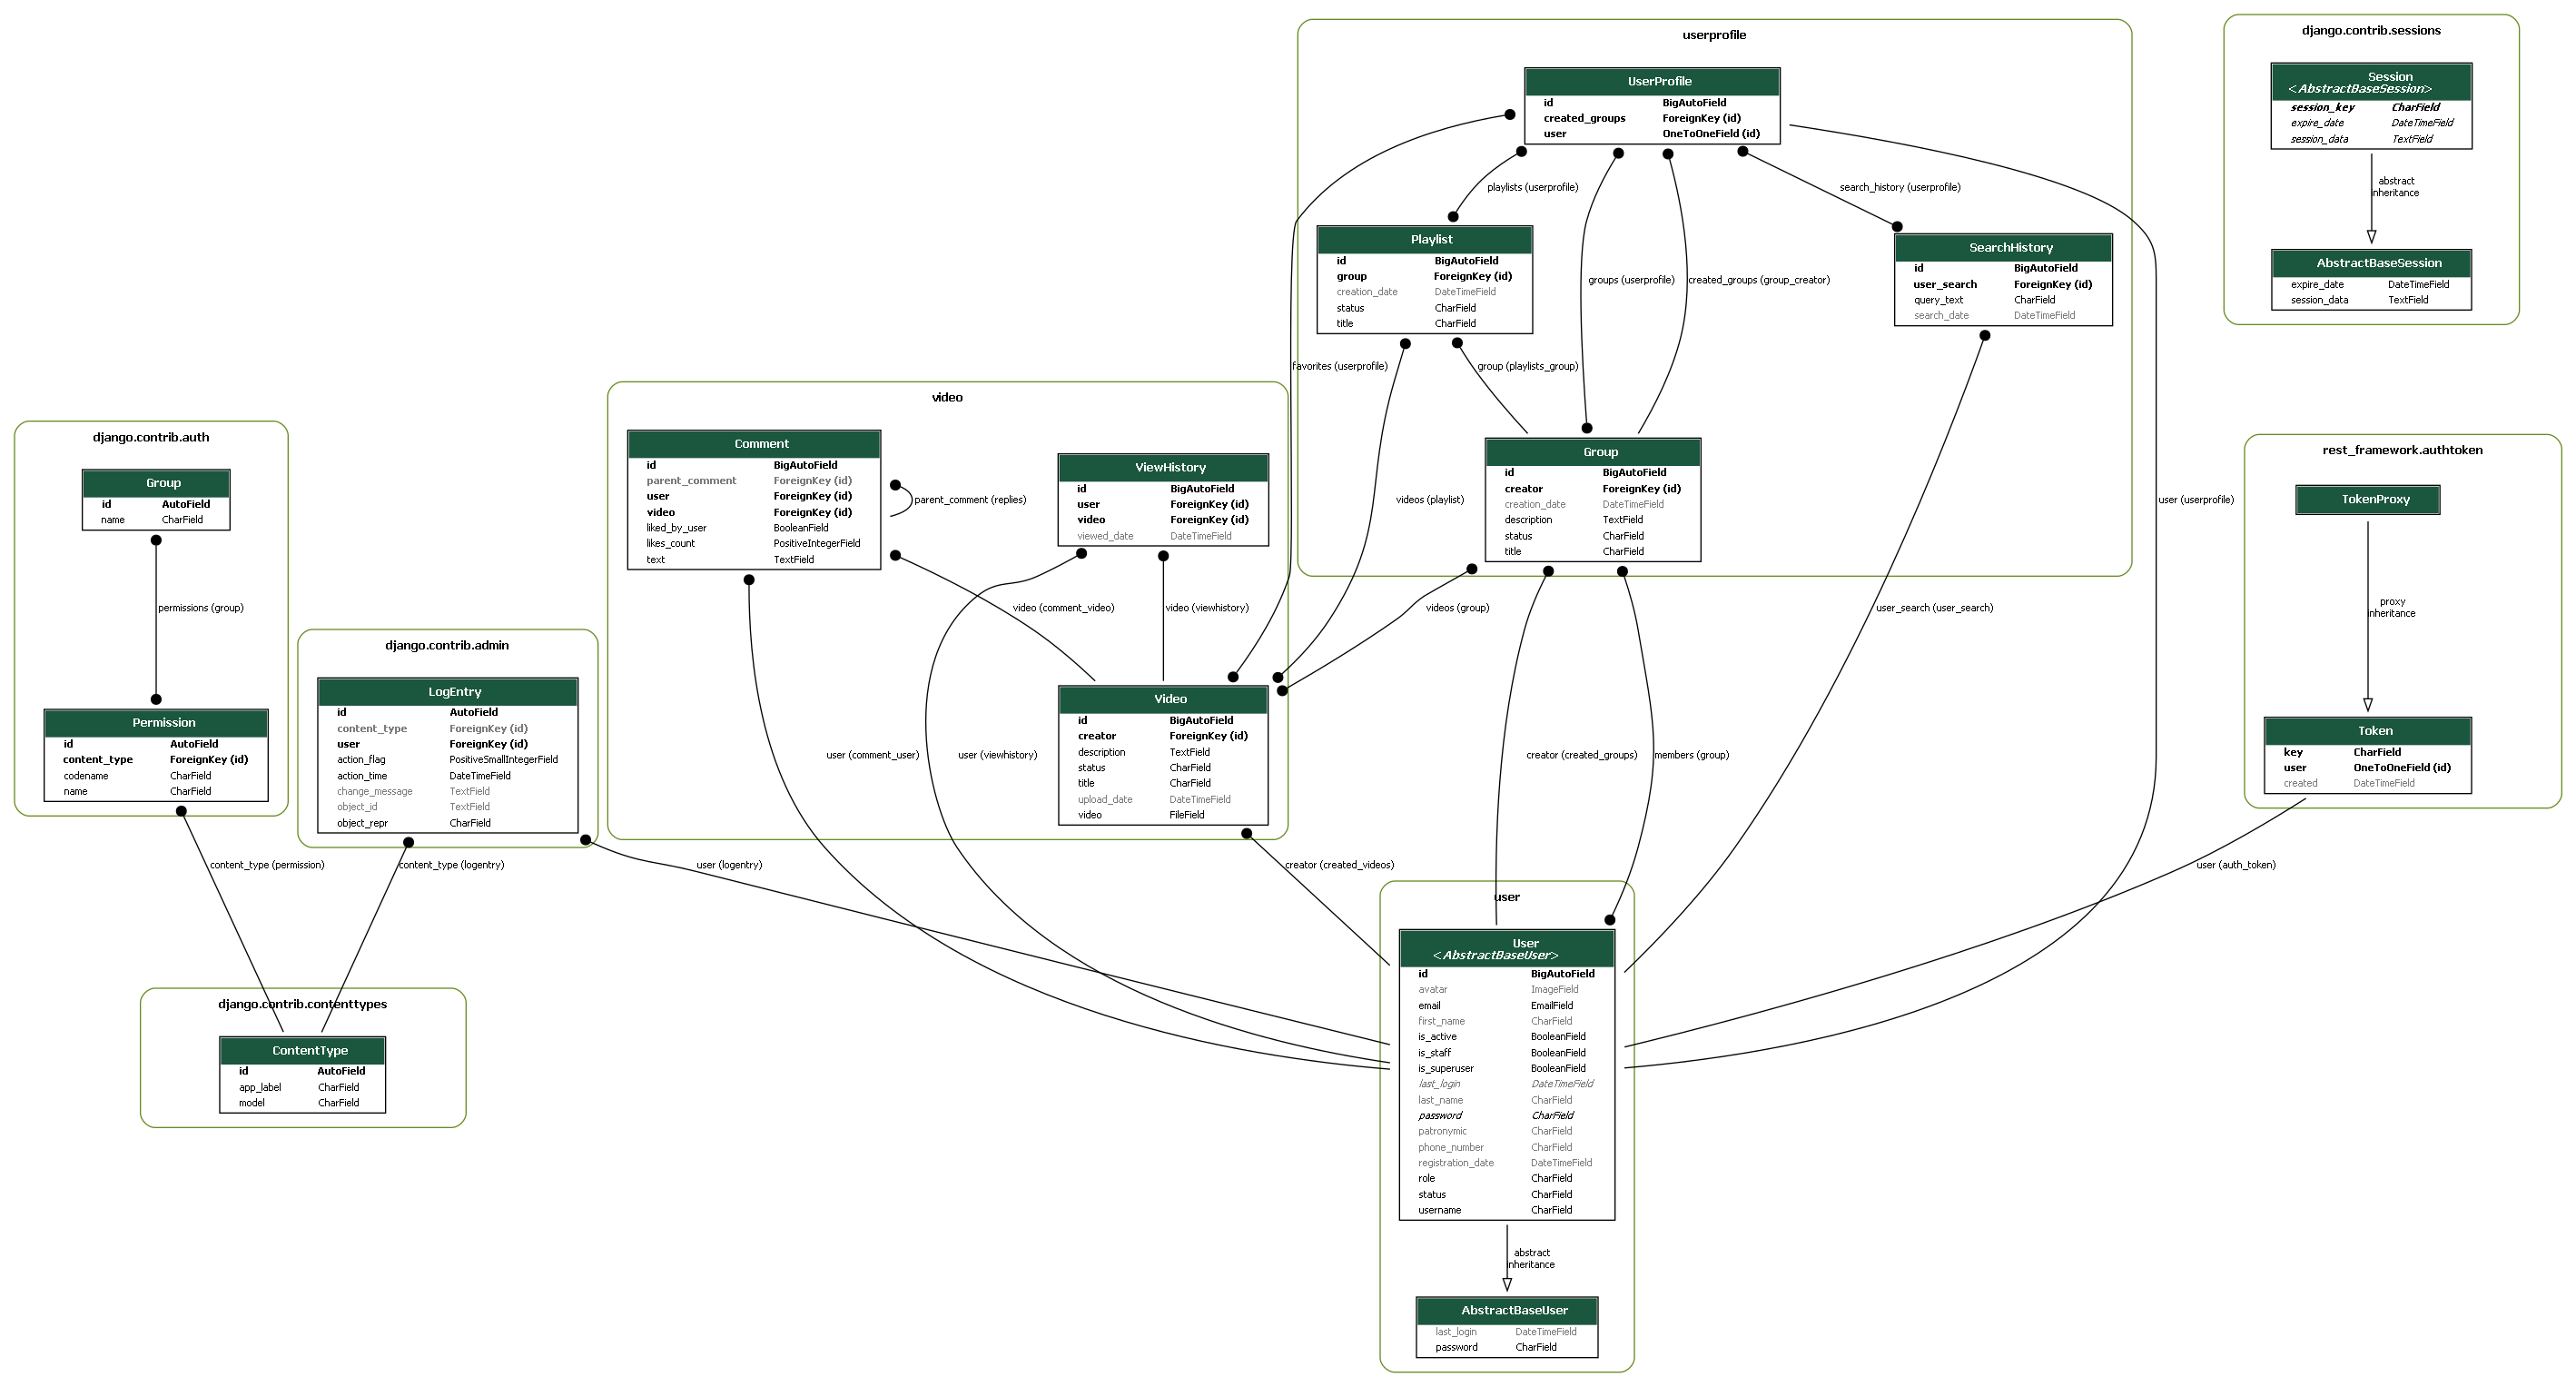 userprofile
UserProfile
id BigAutoField
created_groups ForeignKey (id)
user OneToOneField (id)
playlists (userprofile)
search_history (userprofile)
Playlist
id BigAutoField
group ForeignKey (id)
creation_date DateTimeField
status CharField
title CharField
groups (userprofile)
created_groups (group_creator)
SearchHistory
id BigAutoField
user_search ForeignKey (id)
query_text CharField
search_date DateTimeField
favorites (userprofile)
group (playlists_group)
Group
id BigAutoField
creator ForeignKey (id)
creation_date DateTimeField
description TextField
status CharField
title CharField
videos (playlist)
user (userprofile)
videos (group)
user_search (user_search)
creator (created_groups)
members (group)
django.contrib.sessions
Session
<AbstractBaseSession>
session_key CharField
expire_date DateTimeField
session_data TextField
abstract
inheritance
AbstractBaseSession
expire_date DateTimeField
session_data TextField
video
Comment
id BigAutoField
parent_comment ForeignKey (id)
user ForeignKey (id)
video ForeignKey (id)
liked_by_user BooleanField
likes_count PositiveIntegerField
text TextField
parent_comment (replies)
ViewHistory
id BigAutoField
user ForeignKey (id)
video ForeignKey (id)
viewed_date DateTimeField
video (comment_video)
video (viewhistory)
Video
id BigAutoField
creator ForeignKey (id)
description TextField
status CharField
title CharField
upload_date DateTimeField
video FileField
user (comment_user)
user (viewhistory)
creator (created_videos)
django.contrib.auth
Group
id AutoField
name CharField
permissions (group)
Permission
id AutoField
content_type ForeignKey (id)
codename CharField
name CharField
content_type (permission)
django.contrib.admin
LogEntry
id AutoField
content_type ForeignKey (id)
user ForeignKey (id)
action_flag PositiveSmallIntegerField
action_time DateTimeField
change_message TextField
object_id TextField
object_repr CharField
content_type (logentry)
user (logentry)
django.contrib.contenttypes
ContentType
id AutoField
app_label CharField
model CharField
rest_framework.authtoken
TokenProxy
proxy
inheritance
Token
key CharField
user OneToOneField (id)
created DateTimeField
user (auth_token)
user
User
<AbstractBaseUser>
id BigAutoField
avatar ImageField
email EmailField
first_name CharField
is_active BooleanField
is_staff BooleanField
is_superuser BooleanField
last_login DateTimeField
last_name CharField
password CharField
patronymic CharField
phone_number CharField
registration_date DateTimeField
role CharField
status CharField
username CharField
abstract
inheritance
AbstractBaseUser
last_login DateTimeField
password CharField